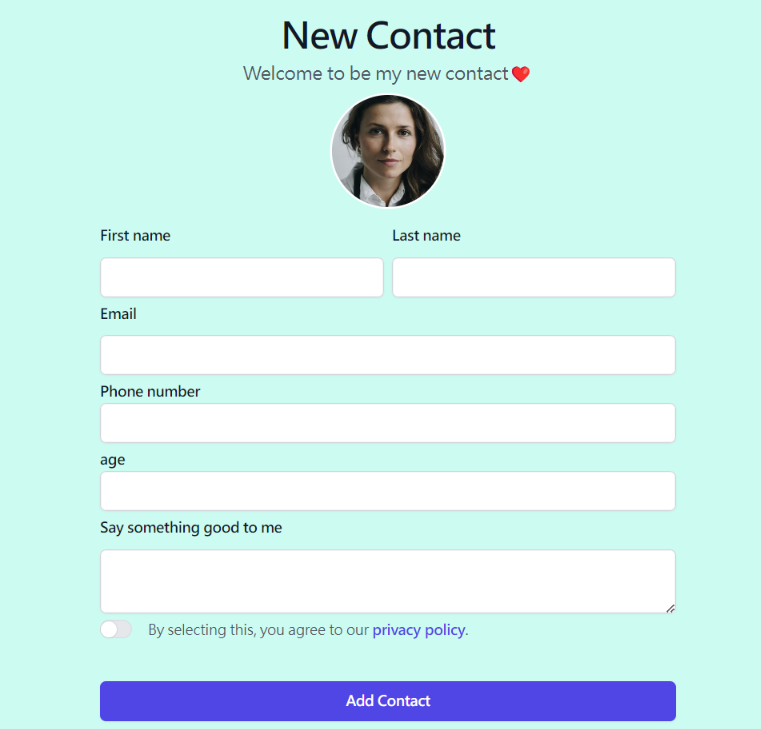 New Contact
Welcome to be my new contact❤️
First name
Last name
Email
Phone number
age
Say something good to me
By selecting this, you agree to our privacy policy.
Add Contact